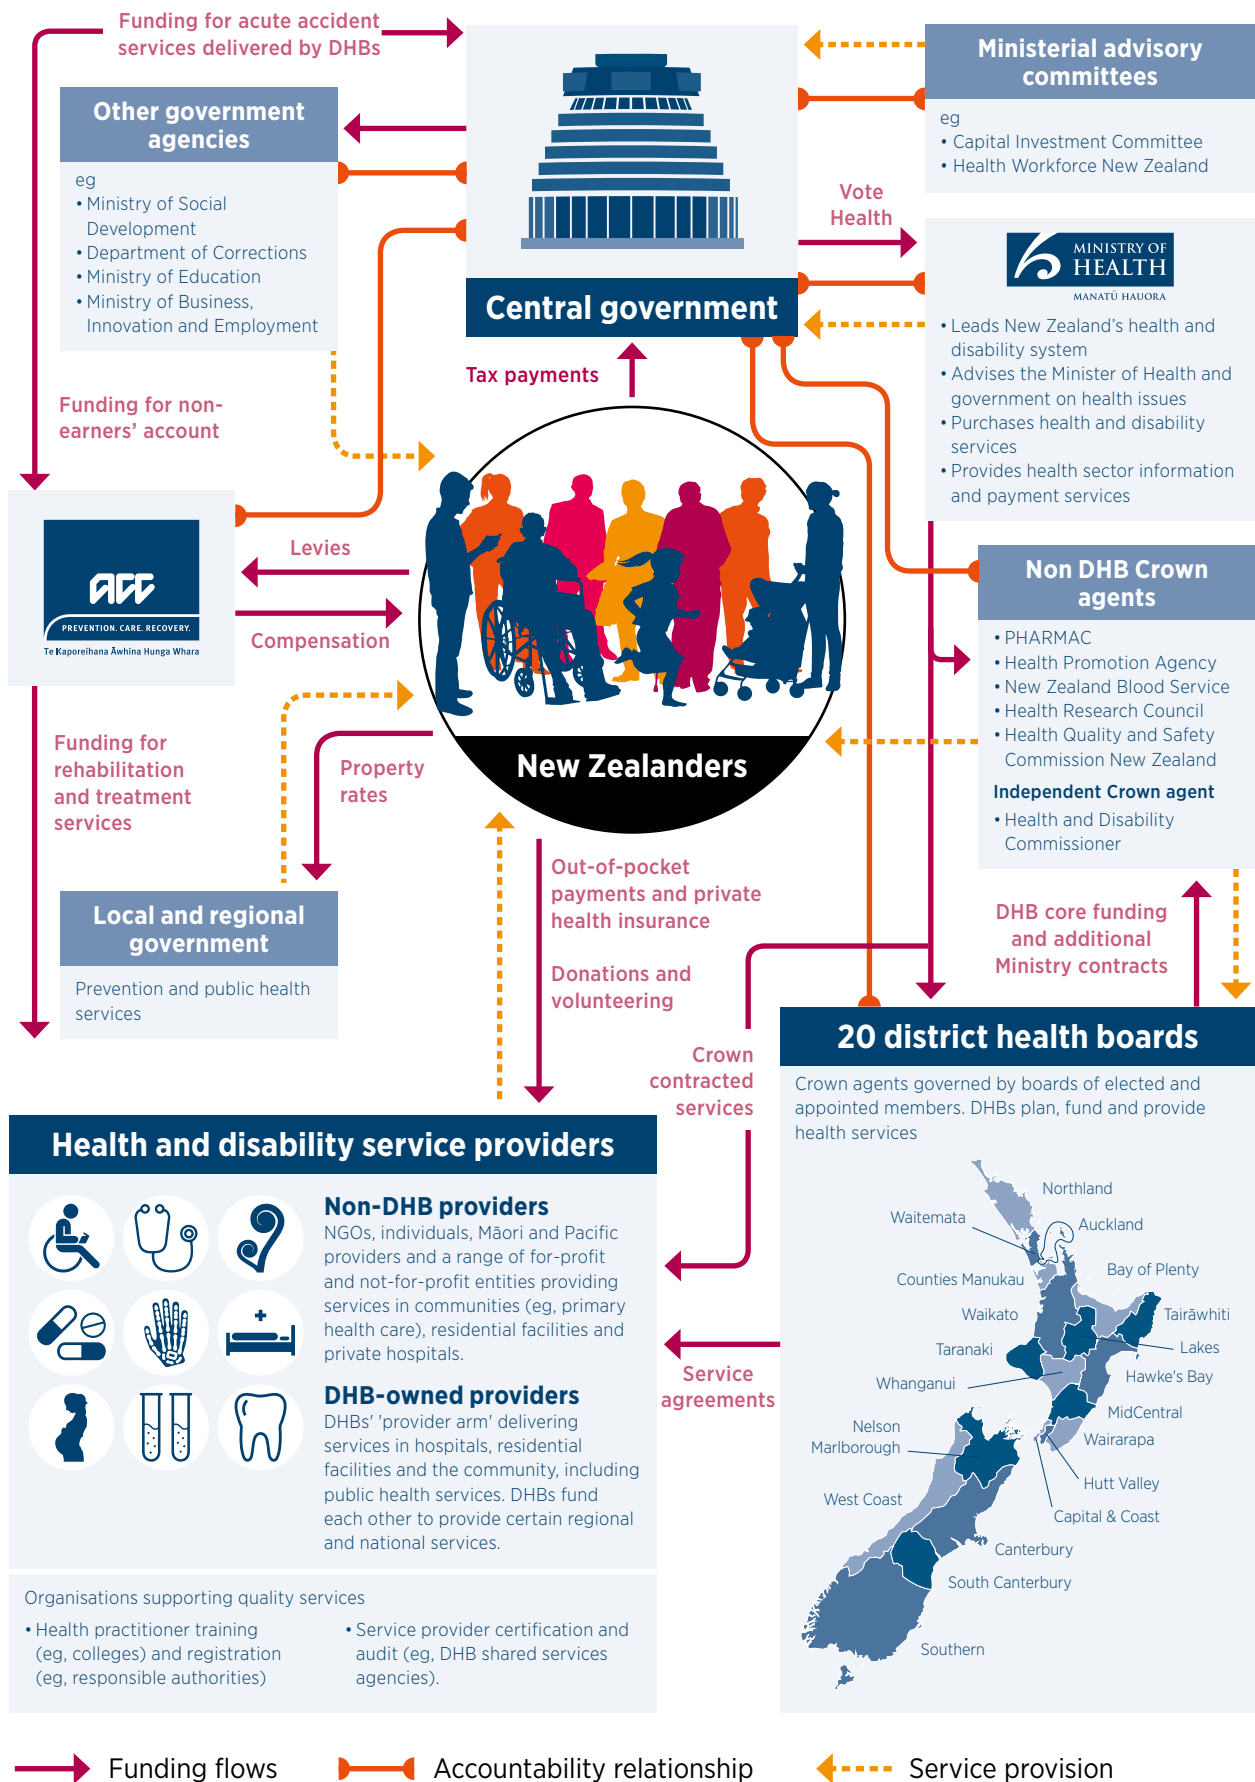 Funding for acute accident
services delivered by DHBs
Ministerial advisory
committees
eg
• Capital Investment Committee
• Health Workforce New Zealand
Other government
agencies
eg
• Ministry of Social
Development
• Department of Corrections
• Ministry of Education
• Ministry of Business,
Innovation and Employment
Vote
Health
Central government
MINISTRY OF
HEALTH
MANATŪ HAUORA
• Leads New Zealand's health and
disability system
• Advises the Minister of Health and
government on health issues
• Purchases health and disability
services
• Provides health sector information
and payment services
Tax payments
Funding for non-
earners' account
ACC
PREVENTION. CARE. RECOVERY.
Te Kaporeihana Āwhina Hunga Whara
Levies
Compensation
Non DHB Crown
agents
• PHARMAC
• Health Promotion Agency
• New Zealand Blood Service
• Health Research Council
• Health Quality and Safety
Commission New Zealand
Independent Crown agent
• Health and Disability
Commissioner
New Zealanders
Funding for
rehabilitation
and treatment
services
Property
rates
Local and regional
government
Prevention and public health
services
Out-of-pocket
payments and private
health insurance
Donations and
volunteering
DHB core funding
and additional
Ministry contracts
Crown
contracted
services
20 district health boards
Crown agents governed by boards of elected and
appointed members. DHBs plan, fund and provide
health services
Northland
Waitemata
Auckland
Counties Manukau
Bay of Plenty
Waikato
Tairāwhiti
Taranaki
Lakes
Whanganui
Hawke's Bay
MidCentral
Nelson
Marlborough
Wairarapa
Hutt Valley
West Coast
Capital & Coast
Canterbury
South Canterbury
Southern
Service
agreements
Health and disability service providers
Non-DHB providers
NGOs, individuals, Māori and Pacific
providers and a range of for-profit
and not-for-profit entities providing
services in communities (eg, primary
health care), residential facilities and
private hospitals.
DHB-owned providers
DHBs' 'provider arm' delivering
services in hospitals, residential
facilities and the community, including
public health services. DHBs fund
each other to provide certain regional
and national services.
Organisations supporting quality services
• Health practitioner training
(eg, colleges) and registration
(eg, responsible authorities)
• Service provider certification and
audit (eg, DHB shared services
agencies).
Funding flows
Accountability relationship
Service provision